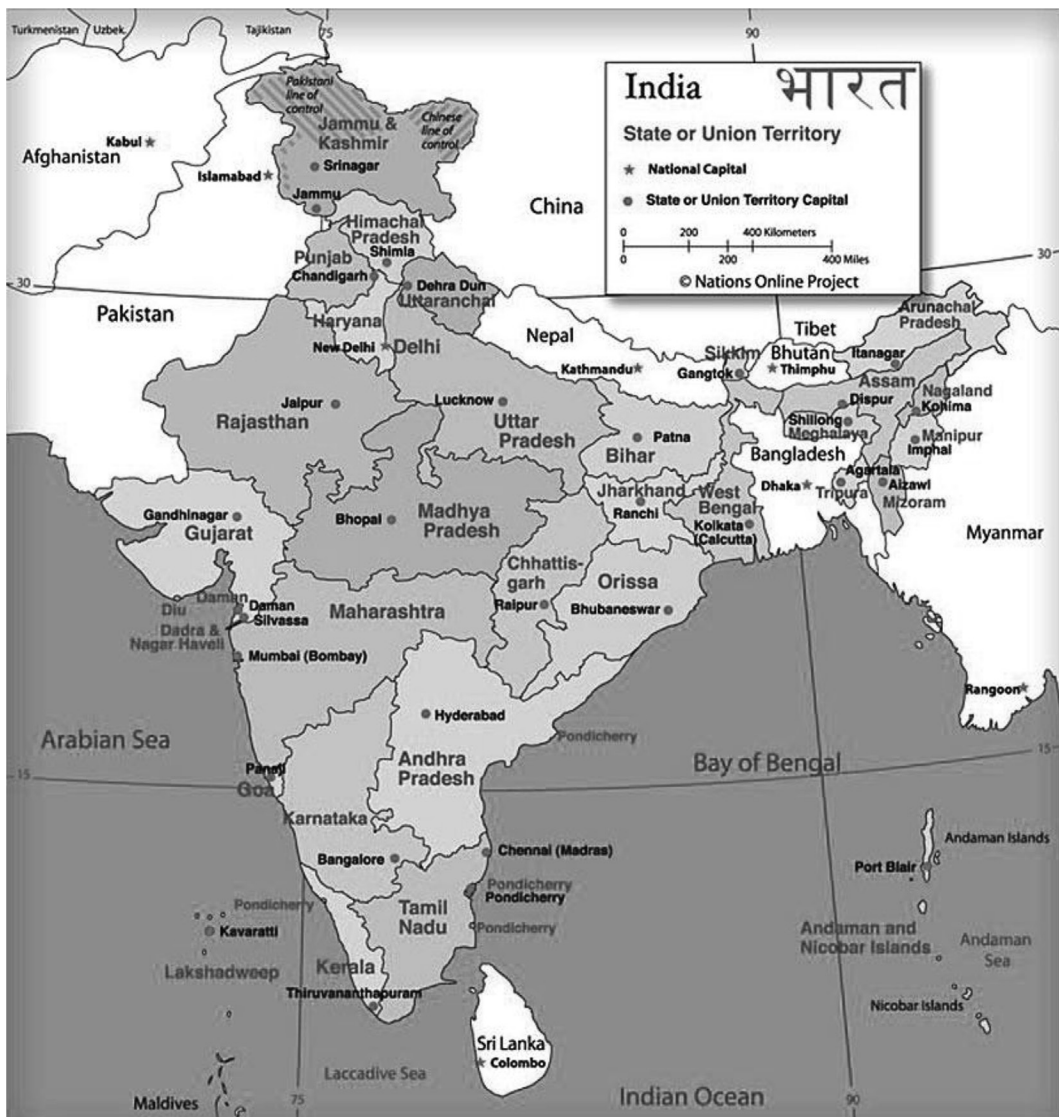 Turkmenistan
Uzbek.
Tajikistan
75
90
India भारत
State or Union Territory
National Capital
State or Union Territory Capital
0 200 400 Kilometers
0 200 400 Miles
© Nations Online Project
Pakistani
line of
control
Chinese
line of
control
Jammu &
Kashmir
Kabul
Afghanistan
Srinagar
Islamabad
Jammu
China
Himachal
Pradesh
Shimla
Punjab
Chandigarh
30
30
Dehra Dun
Uttaranchal
Pakistan
Haryana
New Delhi
Delhi
Nepal
Kathmandu
Tibet
Arunachal
Pradesh
Sikkim
Gangtok
Bhutan
Thimphu
Itanagar
Assam
Dispur
Nagaland
Kohima
Shillong
Meghalaya
Manipur
Imphal
Jaipur
Rajasthan
Lucknow
Uttar
Pradesh
Patna
Bihar
Bangladesh
Dhaka
Agartala
Tripura
Aizawl
Mizoram
Jharkhand
Ranchi
West
Bengal
Kolkata
(Calcutta)
Gandhinagar
Gujarat
Bhopal
Madhya
Pradesh
Myanmar
Chhattis-
garh
Raipur
Orissa
Bhubaneswar
Daman
Diu
Daman
Silvassa
Dadra &
Nagar Haveli
Maharashtra
Mumbai (Bombay)
Rangoon
Hyderabad
Pondicherry
Arabian Sea
Andhra
Pradesh
Bay of Bengal
15
15
Panaji
Goa
Karnataka
Bangalore
Chennai (Madras)
Andaman Islands
Port Blair
Pondicherry
Pondicherry
Pondicherry
Pondicherry
Tamil
Nadu
Kavaratti
Lakshadweep
Kerala
Thiruvananthapuram
Andaman and
Nicobar Islands
Andaman
Sea
Nicobar Islands
Sri Lanka
Colombo
Laccadive Sea
Maldives
75
Indian Ocean
90